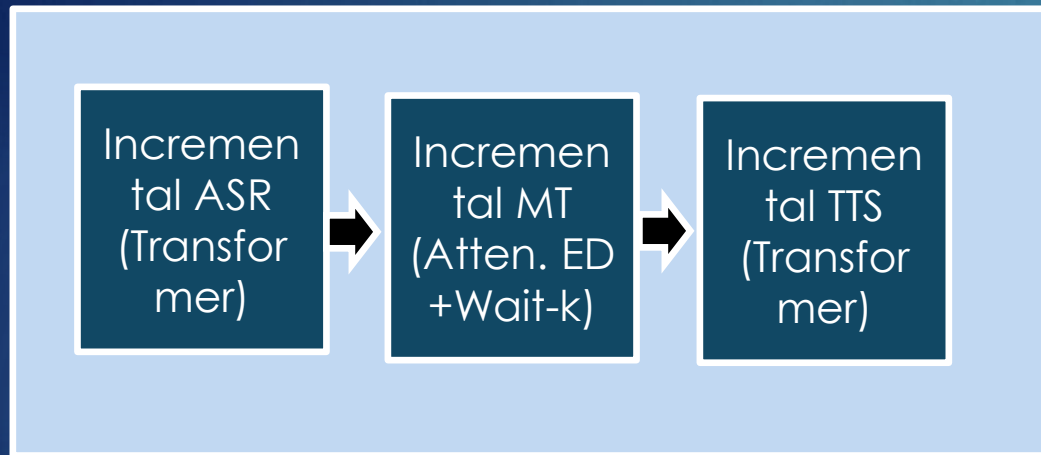 Incremen
tal ASR
(Transfor
mer)
Incremen
tal MT
(Atten. ED
+Wait-k)
Incremen
tal TTS
(Transfor
mer)